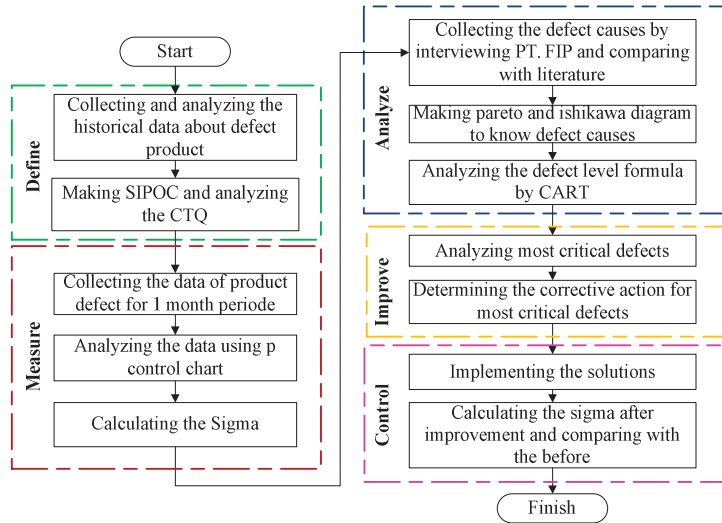 Start
Define
Collecting and analyzing the
historical data about defect
product
Making SIPOC and analyzing
the CTQ
Measure
Collecting the data of product
defect for 1 month periode
Analyzing the data using p
control chart
Calculating the Sigma
Analyze
Collecting the defect causes by
interviewing PT. FIP and comparing
with literature
Making pareto and ishikawa diagram
to know defect causes
Analyzing the defect level formula
by CART
Improve
Analyzing most critical defects
Determining the corrective action for
most critical defects
Control
Implementing the solutions
Calculating the sigma after
improvement and comparing with
the before
Finish